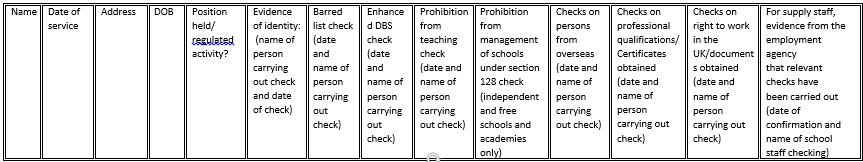 Name
Date of
service
Address
DOB
Position
held/
regulated
activity?
Evidence
of identity:
(name of
person
carrying
out check
and date
of check)
Barred
list check
(date
and
name of
person
carrying
out
check)
Enhance
d DBS
check
(date
and
name of
person
carrying
out
check)
Prohibition
from
teaching
check
(date and
name of
person
carrying
out check)
Prohibition
from
management
of schools
under section
128 check
(independent
and free
schools and
academies
only)
Checks on
persons
from
overseas
(date and
name of
person
carrying
out check)
Checks on
professional
qualifications/
Certificates
obtained
(date and
name of
person
carrying out
check)
Checks on
right to work
in the
UK/document
s obtained
(date and
name of
person
carrying out
check)
For supply staff,
evidence from the
employment
agency
that relevant
checks have
been carried out
(date of
confirmation and
name of school
staff checking)